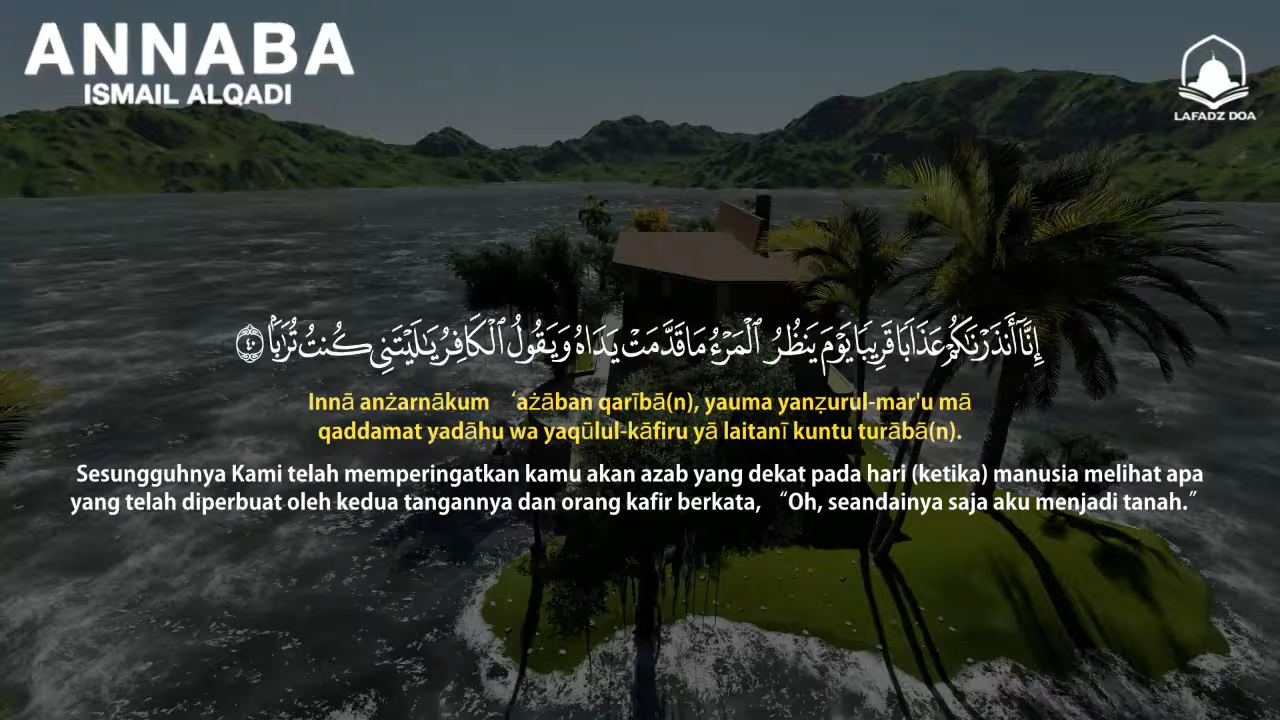 ANNABA
ISMAIL ALQADI
LAFADZ DOA
إِنَّآ أَنذَرْنَٰكُمْ عَذَابًا قَرِيبًا يَوْمَ يَنظُرُ ٱلْمَرْءُ مَا قَدَّمَتْ يَدَاهُ وَيَقُولُ ٱلْكَافِرُ يَٰلَيْتَنِى كُنتُ تُرَٰبًۢا ٤٠
Innā anżarnākum ‘ażāban qarībā(n), yauma yanẓurul-mar'u mā
qaddamat yadāhu wa yaqūlul-kāfiru yā laitanī kuntu turābā(n).
Sesungguhnya Kami telah memperingatkan kamu akan azab yang dekat pada hari (ketika) manusia melihat apa
yang telah diperbuat oleh kedua tangannya dan orang kafir berkata, “Oh, seandainya saja aku menjadi tanah.”